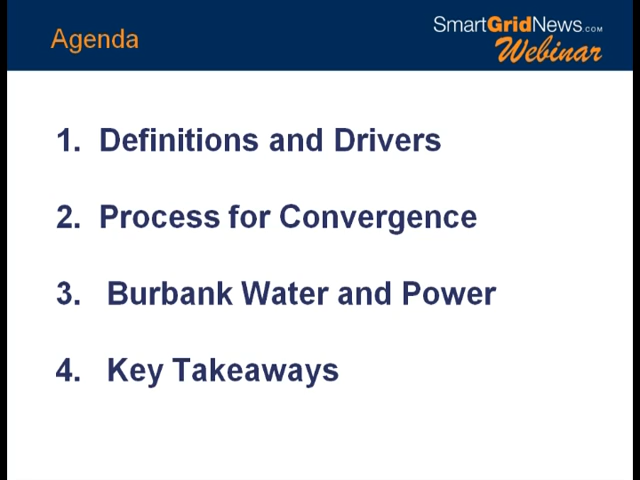 Agenda
SmartGridNews.COM
Webinar
1. Definitions and Drivers
2. Process for Convergence
3. Burbank Water and Power
4. Key Takeaways